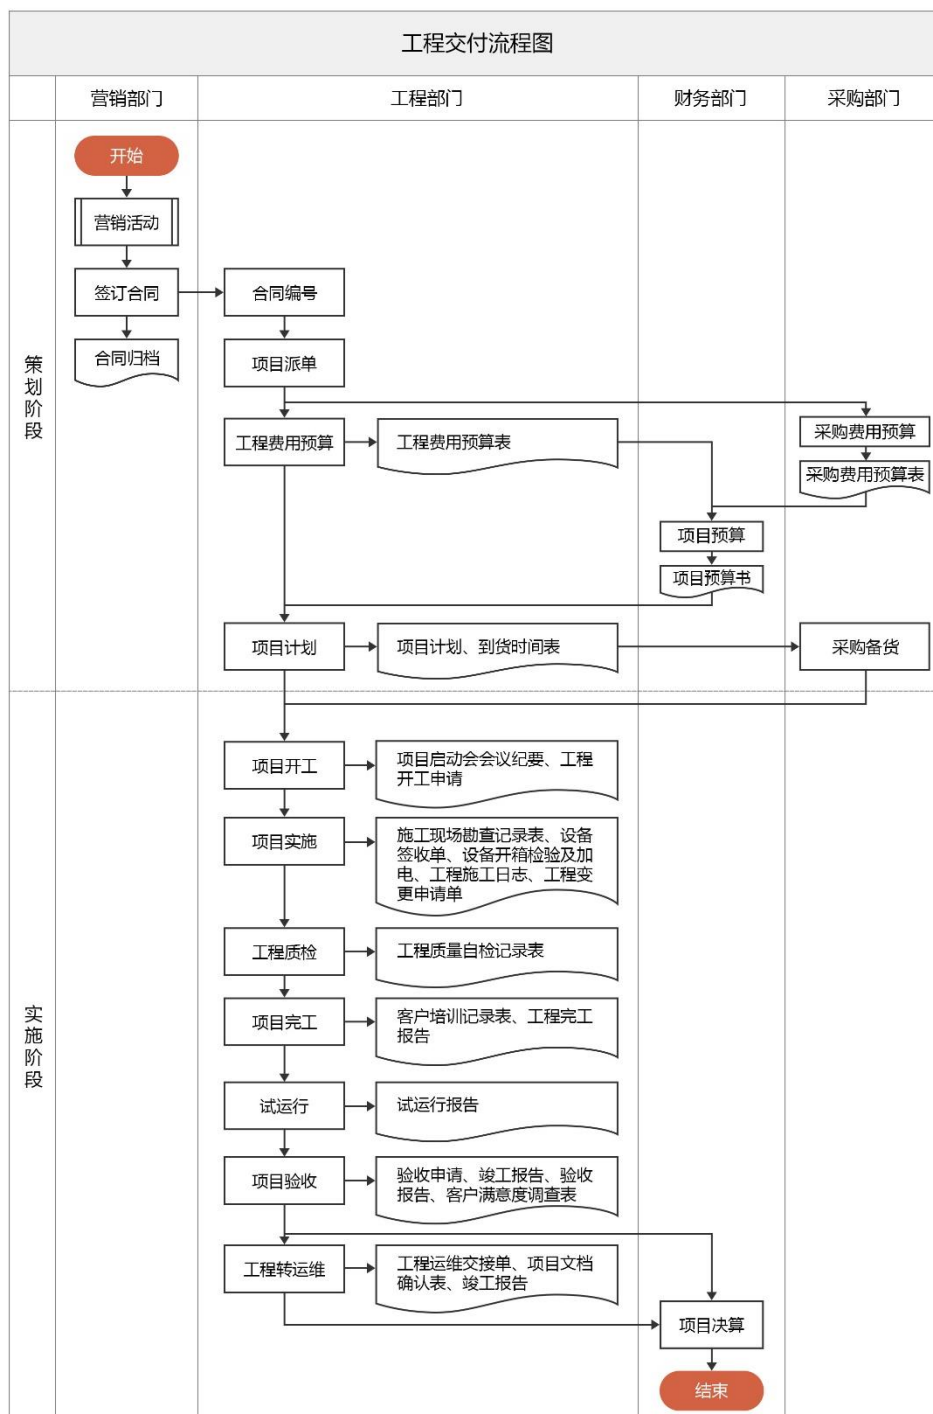 工程交付流程图
营销部门
工程部门
财务部门
采购部门
策划阶段
开始
营销活动
签订合同
合同编号
合同归档
项目派单
工程费用预算
工程费用预算表
采购费用预算
采购费用预算表
项目预算
项目预算书
项目计划
项目计划、到货时间表
采购备货
实施阶段
项目开工
项目启动会会议纪要、工程
开工申请
项目实施
施工现场勘查记录表、设备
签收单、设备开箱检验及加
电、工程施工日志、工程变
更申请单
工程质检
工程质量自检记录表
项目完工
客户培训记录表、工程完工
报告
试运行
试运行报告
项目验收
验收申请、竣工报告、验收
报告、客户满意度调查表
工程转运维
工程运维交接单、项目文档
确认表、竣工报告
项目决算
结束